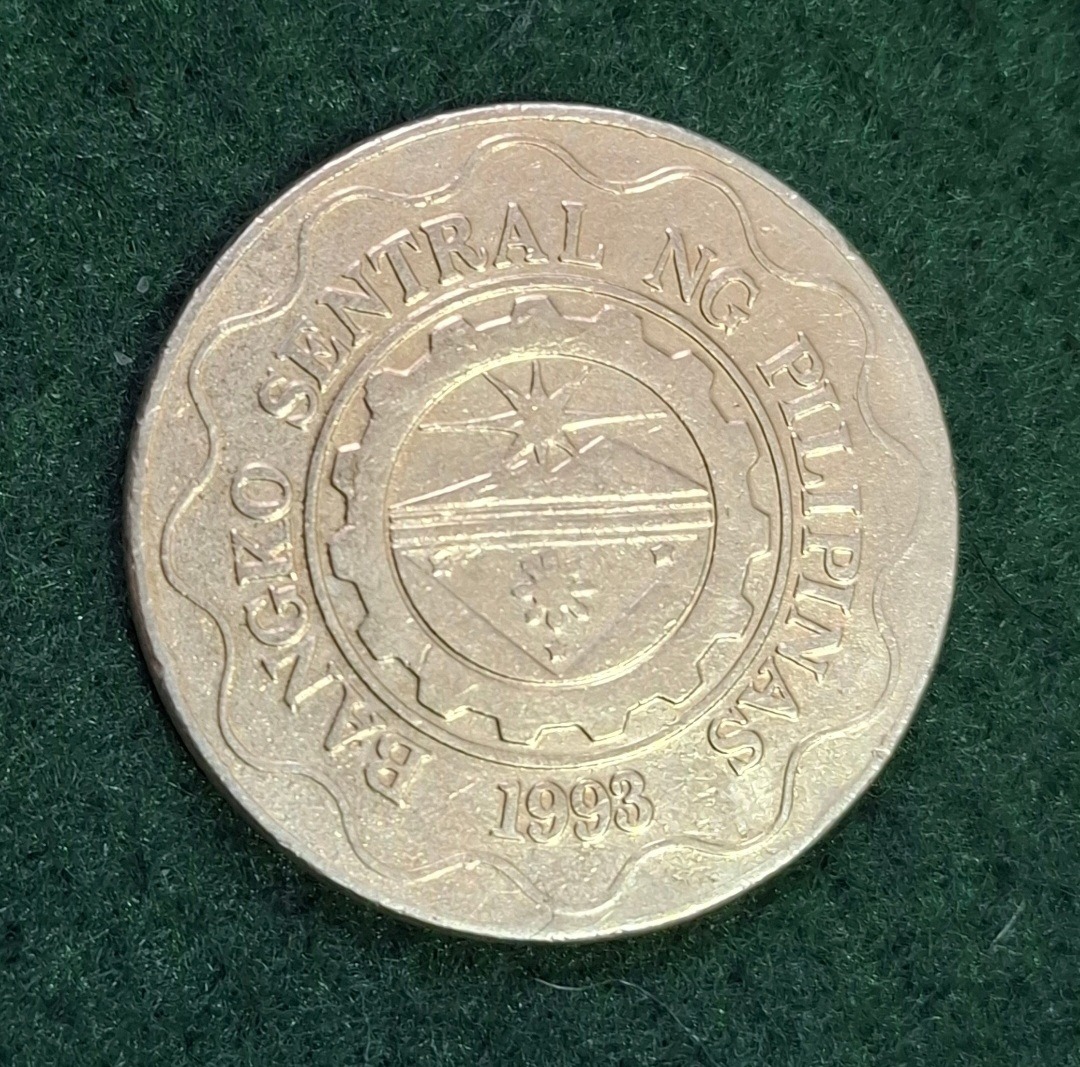 BANGKO SENTRAL NG PILIPINAS
1993